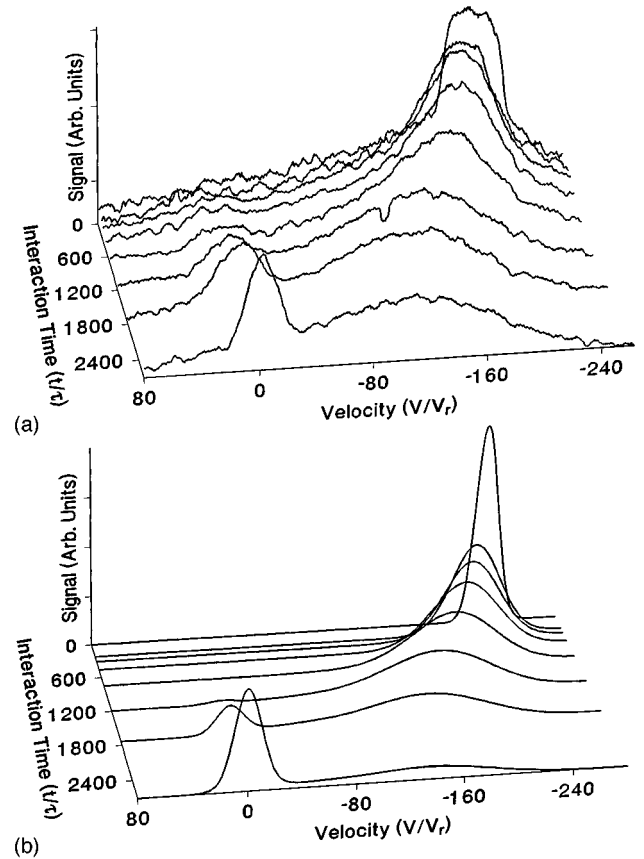 Signal (Arb. Units)
0
600
1200
1800
2400
Interaction Time (t/τ)
80
0
-80
-160
-240
Velocity (V/Vr)
(a)
Signal (Arb. Units)
0
600
1200
1800
2400
Interaction Time (t/τ)
80
0
-80
-160
-240
Velocity (V/Vr)
(b)